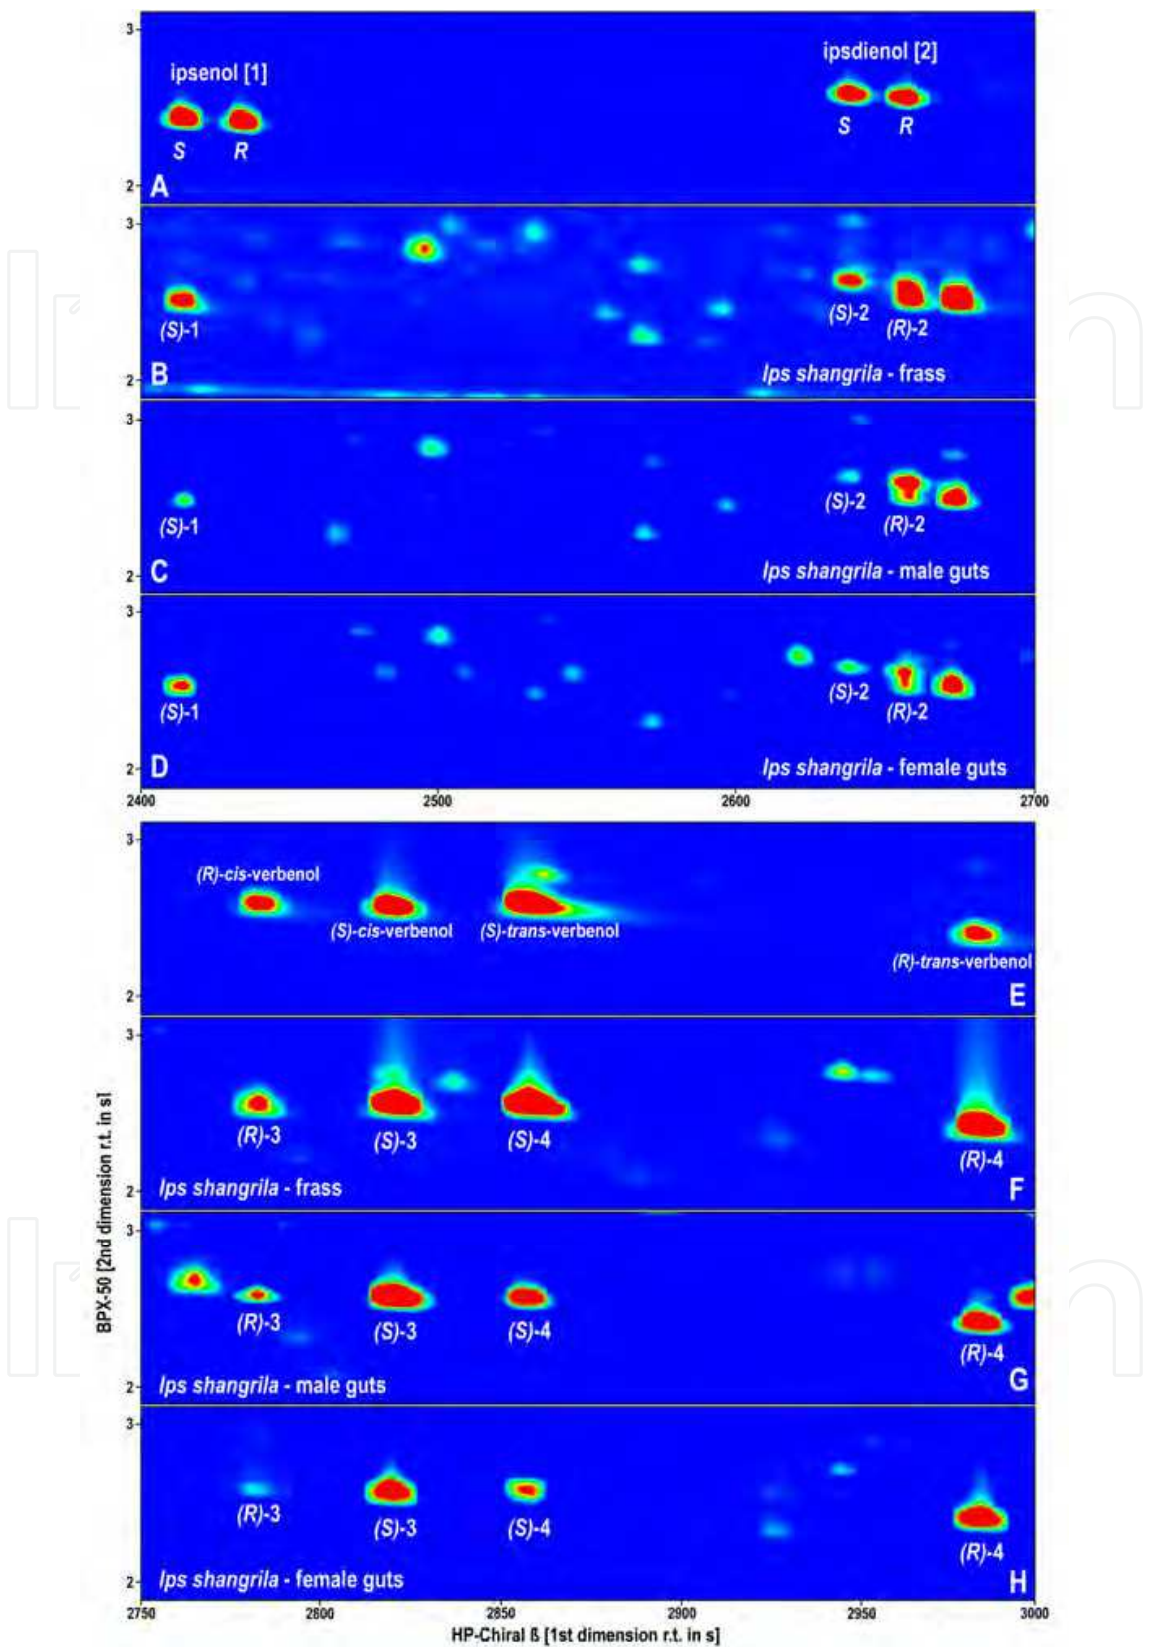 3
ipsenol [1]
ipsdienol [2]
S R
S R
2
A
3
(S)-1
(S)-2
(R)-2
2
B
Ips shangrila - frass
3
(S)-1
(S)-2
(R)-2
2
C
Ips shangrila - male guts
3
(S)-1
(S)-2
(R)-2
2
D
Ips shangrila - female guts
2400 2500 2600 2700
3
(R)-cis-verbenol
(S)-cis-verbenol
(S)-trans-verbenol
(R)-trans-verbenol
2
E
3
(R)-3
(S)-3
(S)-4
(R)-4
2
Ips shangrila - frass
F
3
(R)-3
(S)-3
(S)-4
(R)-4
2
Ips shangrila - male guts
G
3
(R)-3
(S)-3
(S)-4
(R)-4
2
Ips shangrila - female guts
H
2750 2800 2850 2900 2950 3000
BPX-50 [2nd dimension r.t. in s]
HP-Chiral ß [1st dimension r.t. in s]